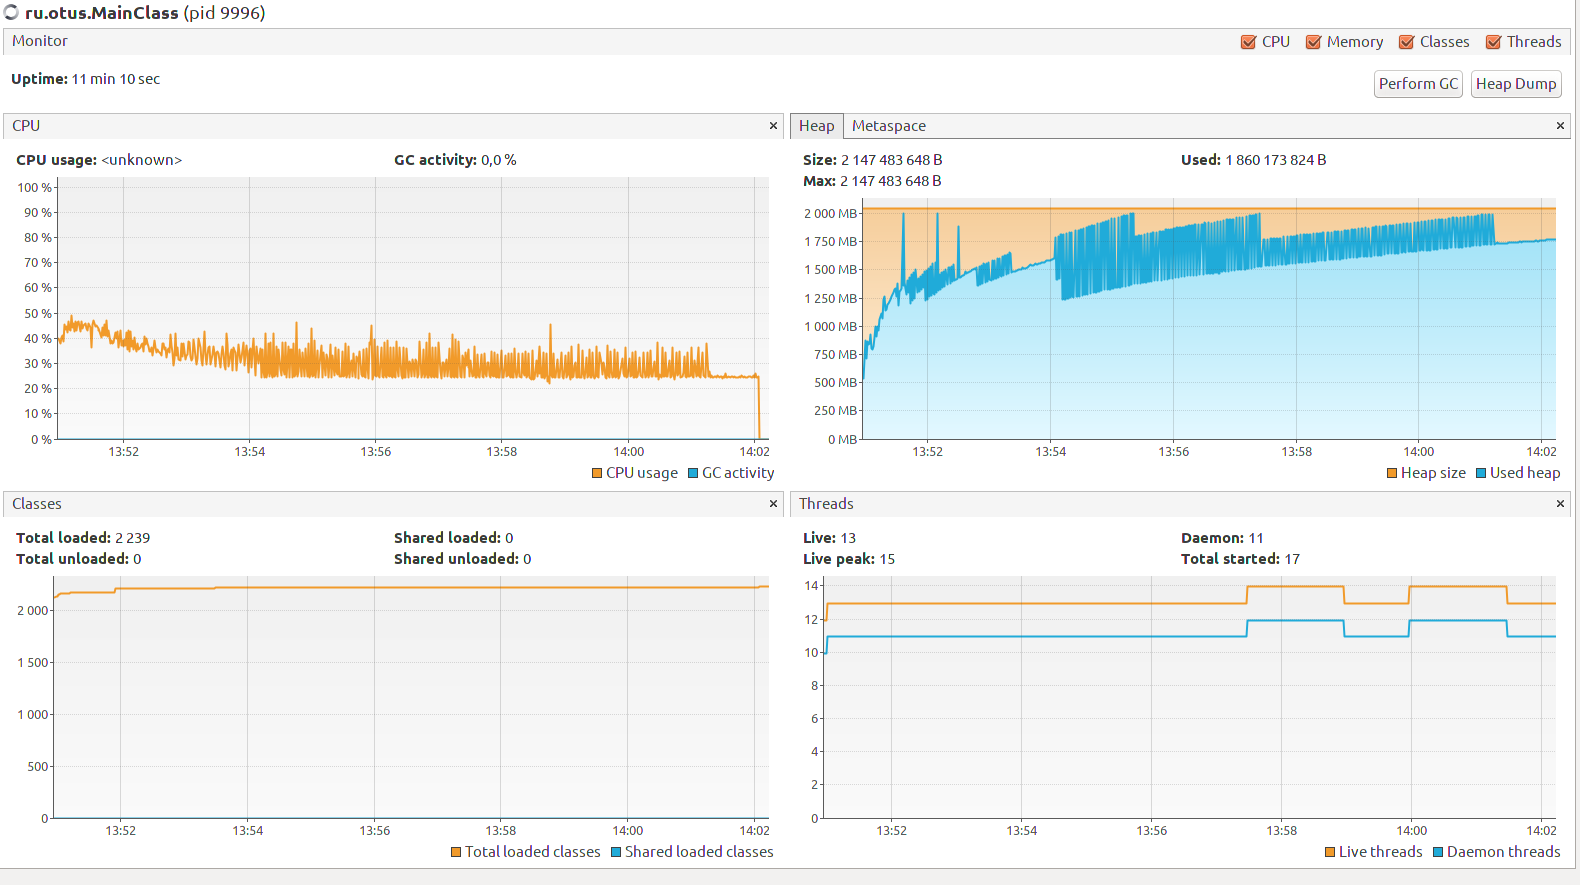 ru.otus.MainClass (pid 9996)
Monitor
CPU Memory Classes Threads
Uptime: 11 min 10 sec
Perform GC Heap Dump
CPU ×
CPU usage: <unknown> GC activity: 0,0 %
100 %
90 %
80 %
70 %
60 %
50 %
40 %
30 %
20 %
10 %
0 %
13:52 13:54 13:56 13:58 14:00 14:02
CPU usage GC activity
Heap Metaspace ×
Size: 2 147 483 648 B Used: 1 860 173 824 B
Max: 2 147 483 648 B
2 000 MB
1 750 MB
1 500 MB
1 250 MB
1 000 MB
750 MB
500 MB
250 MB
0 MB
13:52 13:54 13:56 13:58 14:00 14:02
Heap size Used heap
Classes ×
Total loaded: 2 239 Shared loaded: 0
Total unloaded: 0 Shared unloaded: 0
2 000
1 500
1 000
500
0
13:52 13:54 13:56 13:58 14:00 14:02
Total loaded classes Shared loaded classes
Threads ×
Live: 13 Daemon: 11
Live peak: 15 Total started: 17
14
12
10
8
6
4
2
0
13:52 13:54 13:56 13:58 14:00 14:02
Live threads Daemon threads